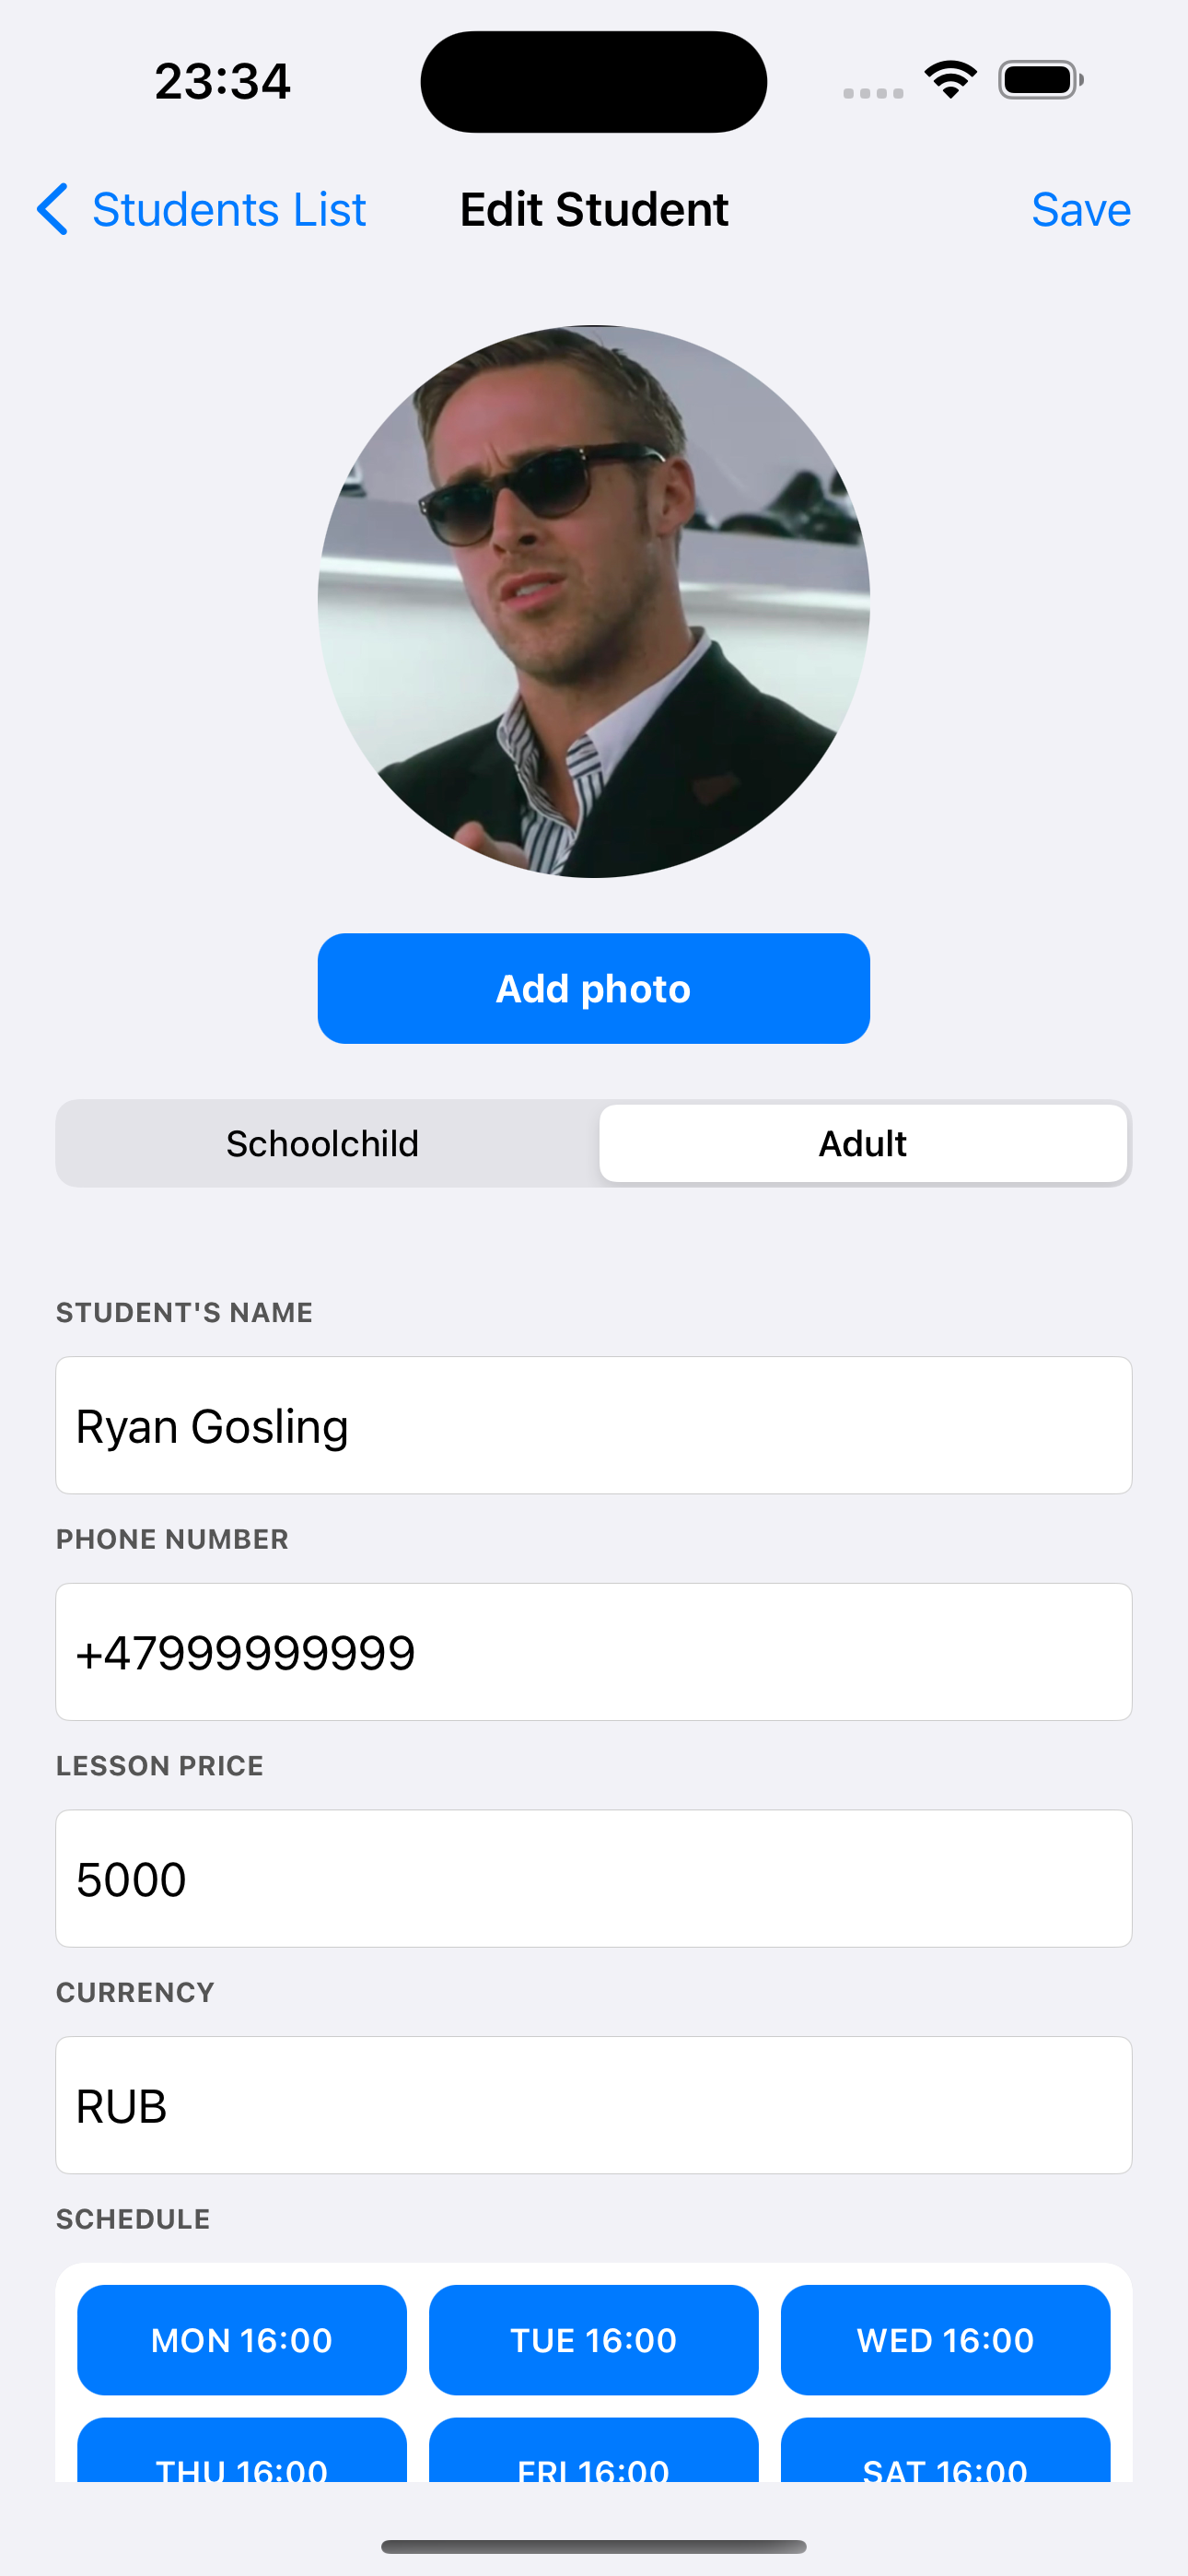 23:34
Students List Edit Student Save
Add photo
Schoolchild Adult
STUDENT'S NAME
Ryan Gosling
PHONE NUMBER
+47999999999
LESSON PRICE
5000
CURRENCY
RUB
SCHEDULE
MON 16:00 TUE 16:00 WED 16:00
THU 16:00 FRI 16:00 SAT 16:00